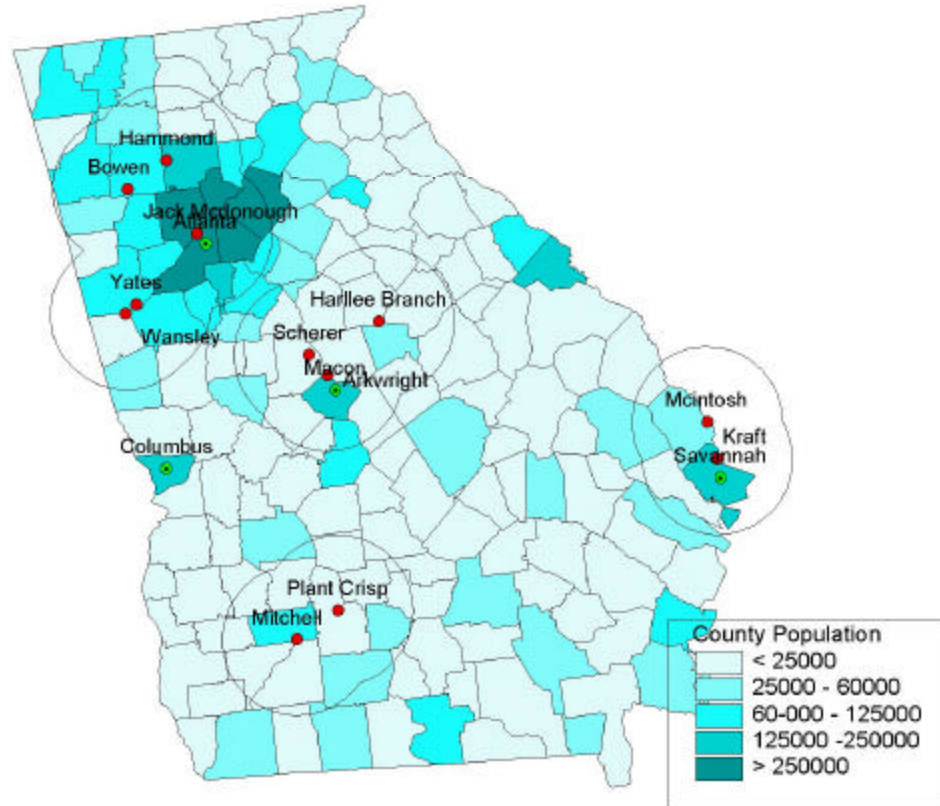 Hammond
Bowen
Jack Mcdonough
Atlanta
Yates
Harllee Branch
Wansley
Scherer
Macon
Arkwright
Mcintosh
Kraft
Columbus
Savannah
Plant Crisp
Mitchell
County Population
< 25000
25000 - 60000
60-000 - 125000
125000 -250000
> 250000